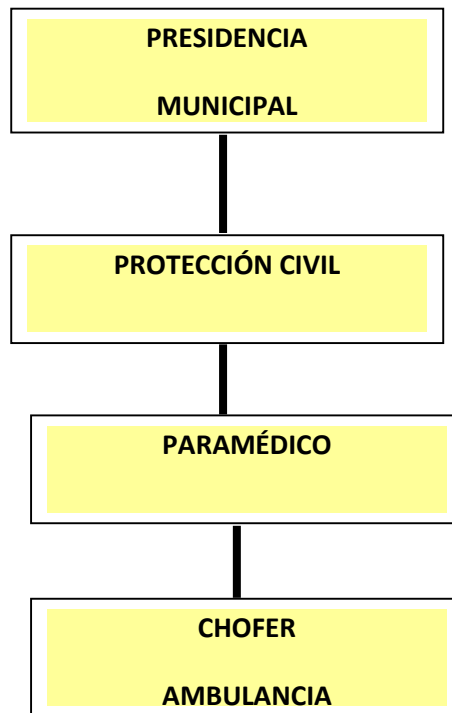 PRESIDENCIA
MUNICIPAL
PROTECCIÓN CIVIL
PARAMÉDICO
CHOFER
AMBULANCIA